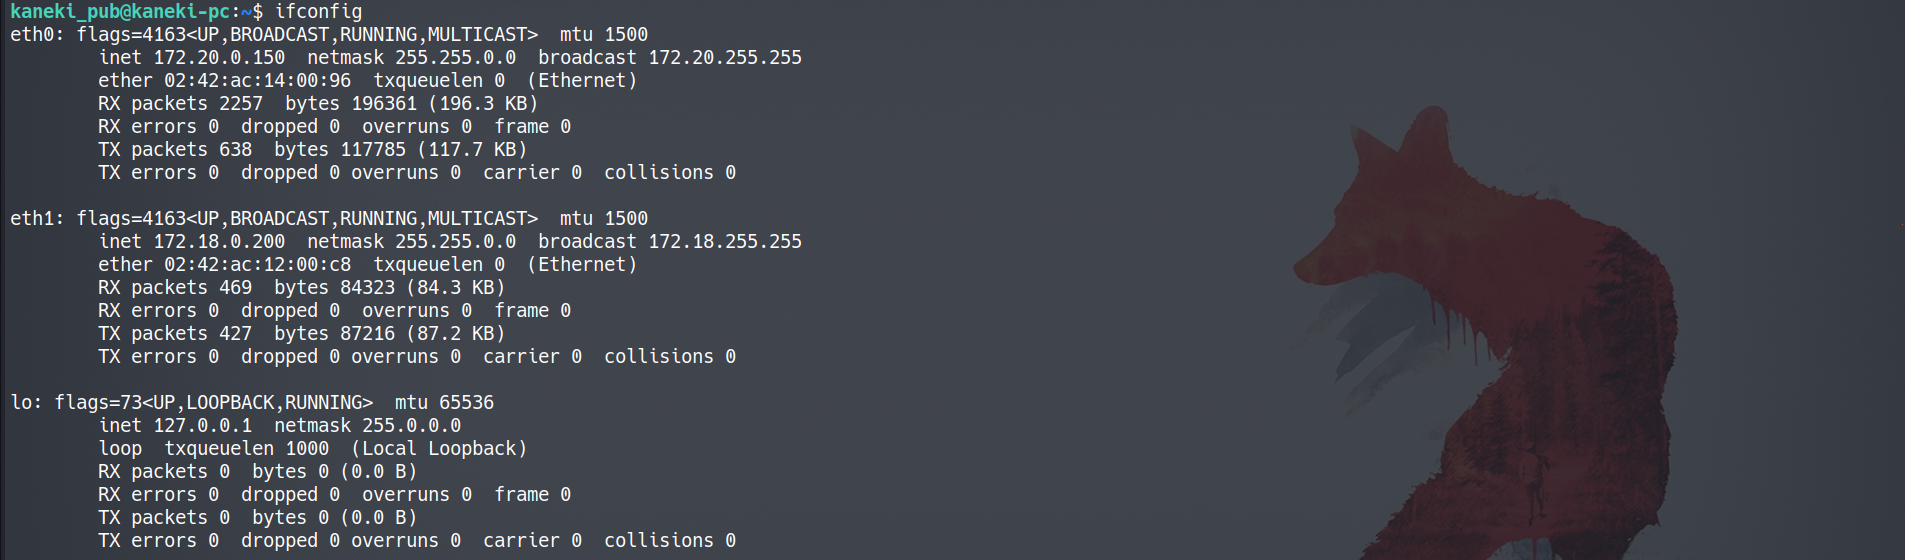 kaneki_pub@kaneki-pc:~$ ifconfig
eth0: flags=4163<UP,BROADCAST,RUNNING,MULTICAST>  mtu 1500
        inet 172.20.0.150  netmask 255.255.0.0  broadcast 172.20.255.255
        ether 02:42:ac:14:00:96  txqueuelen 0  (Ethernet)
        RX packets 2257  bytes 196361 (196.3 KB)
        RX errors 0  dropped 0  overruns 0  frame 0
        TX packets 638  bytes 117785 (117.7 KB)
        TX errors 0  dropped 0 overruns 0  carrier 0  collisions 0

eth1: flags=4163<UP,BROADCAST,RUNNING,MULTICAST>  mtu 1500
        inet 172.18.0.200  netmask 255.255.0.0  broadcast 172.18.255.255
        ether 02:42:ac:12:00:c8  txqueuelen 0  (Ethernet)
        RX packets 469  bytes 84323 (84.3 KB)
        RX errors 0  dropped 0  overruns 0  frame 0
        TX packets 427  bytes 87216 (87.2 KB)
        TX errors 0  dropped 0 overruns 0  carrier 0  collisions 0

lo: flags=73<UP,LOOPBACK,RUNNING>  mtu 65536
        inet 127.0.0.1  netmask 255.0.0.0
        loop  txqueuelen 1000  (Local Loopback)
        RX packets 0  bytes 0 (0.0 B)
        RX errors 0  dropped 0  overruns 0  frame 0
        TX packets 0  bytes 0 (0.0 B)
        TX errors 0  dropped 0 overruns 0  carrier 0  collisions 0